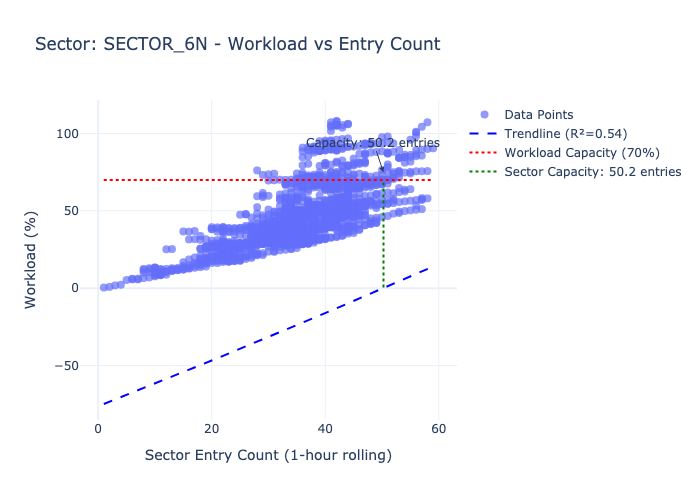 Sector: SECTOR_6N - Workload vs Entry Count
Data Points
Trendline (R²=0.54)
Workload Capacity (70%)
Sector Capacity: 50.2 entries
Capacity: 50.2 entries
100
50
0
−50
Workload (%)
0
20
40
60
Sector Entry Count (1-hour rolling)